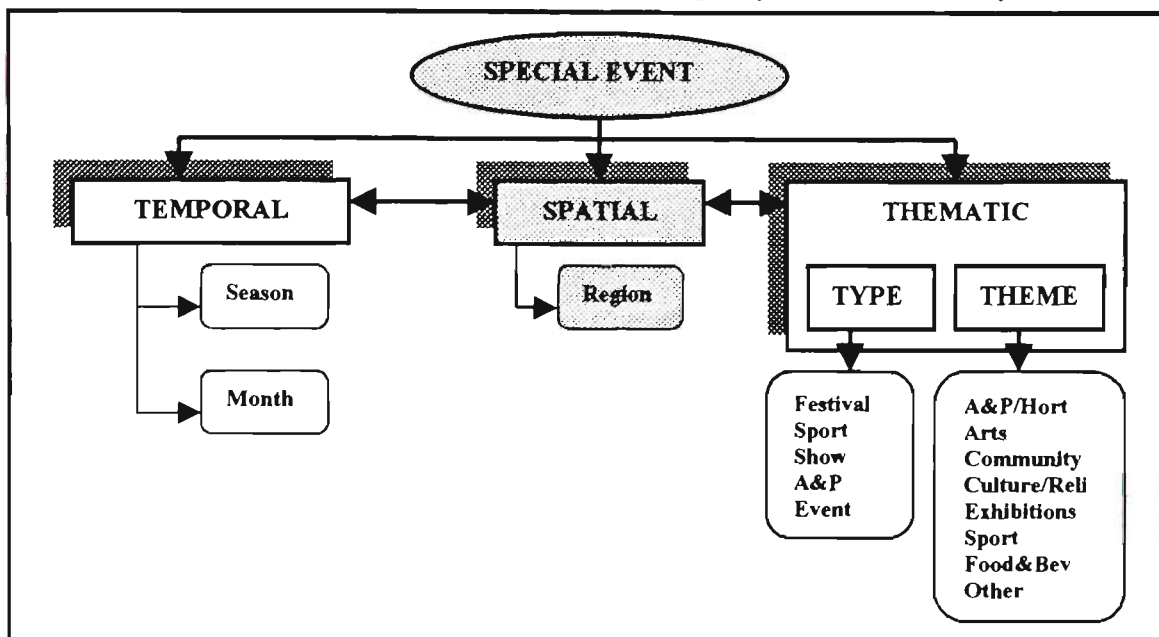 SPECIAL EVENT
TEMPORAL
SPATIAL
THEMATIC
Season
Month
Region
TYPE
THEME
Festival
Sport
Show
A&P
Event
A&P/Hort
Arts
Community
Culture/Reli
Exhibitions
Sport
Food&Bev
Other